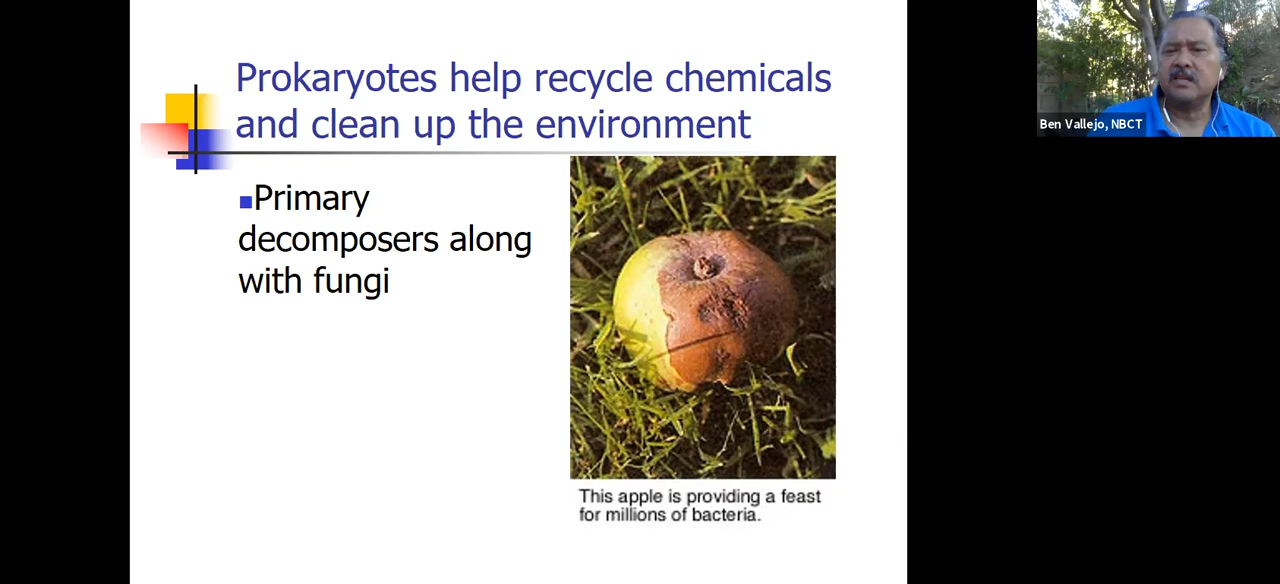 Prokaryotes help recycle chemicals
and clean up the environment
Primary
decomposers along
with fungi
This apple is providing a feast
for millions of bacteria.
Ben Vallejo, NBCT